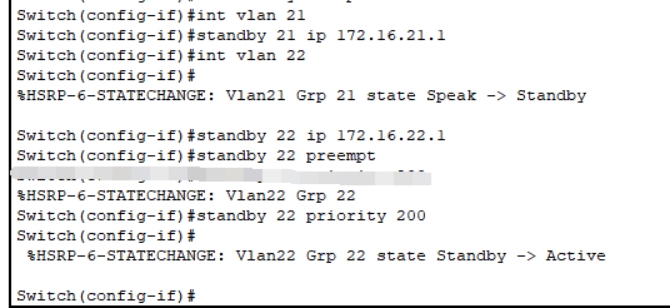 Switch(config-if)#int vlan 21
Switch(config-if)#standby 21 ip 172.16.21.1
Switch(config-if)#int vlan 22
Switch(config-if)#
%HSRP-6-STATECHANGE: Vlan21 Grp 21 state Speak -> Standby
Switch(config-if)#standby 22 ip 172.16.22.1
Switch(config-if)#standby 22 preempt
%HSRP-6-STATECHANGE: Vlan22 Grp 22
Switch(config-if)#standby 22 priority 200
Switch(config-if)#
%HSRP-6-STATECHANGE: Vlan22 Grp 22 state Standby -> Active
Switch(config-if)#